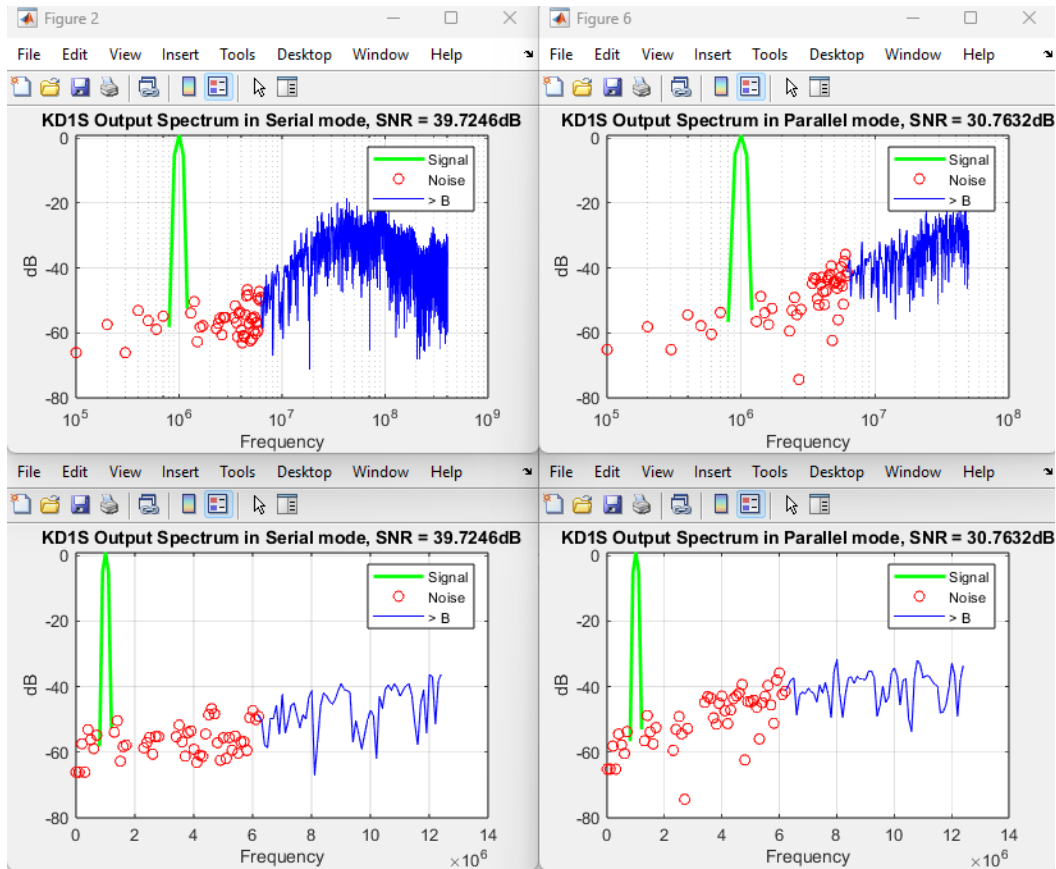 Figure 2
File Edit View Insert Tools Desktop Window Help
KD1S Output Spectrum in Serial mode, SNR = 39.7246dB
Signal
Noise
> B
0
-20
-40
-60
-80
dB
10^5 10^6 10^7 10^8 10^9
Frequency
Figure 6
File Edit View Insert Tools Desktop Window Help
KD1S Output Spectrum in Parallel mode, SNR = 30.7632dB
Signal
Noise
> B
0
-20
-40
-60
-80
dB
10^5 10^6 10^7 10^8
Frequency
File Edit View Insert Tools Desktop Window Help
KD1S Output Spectrum in Serial mode, SNR = 39.7246dB
Signal
Noise
> B
0
-20
-40
-60
-80
dB
0 2 4 6 8 10 12 14
Frequency
×10^6
File Edit View Insert Tools Desktop Window Help
KD1S Output Spectrum in Parallel mode, SNR = 30.7632dB
Signal
Noise
> B
0
-20
-40
-60
-80
dB
0 2 4 6 8 10 12 14
Frequency
×10^6